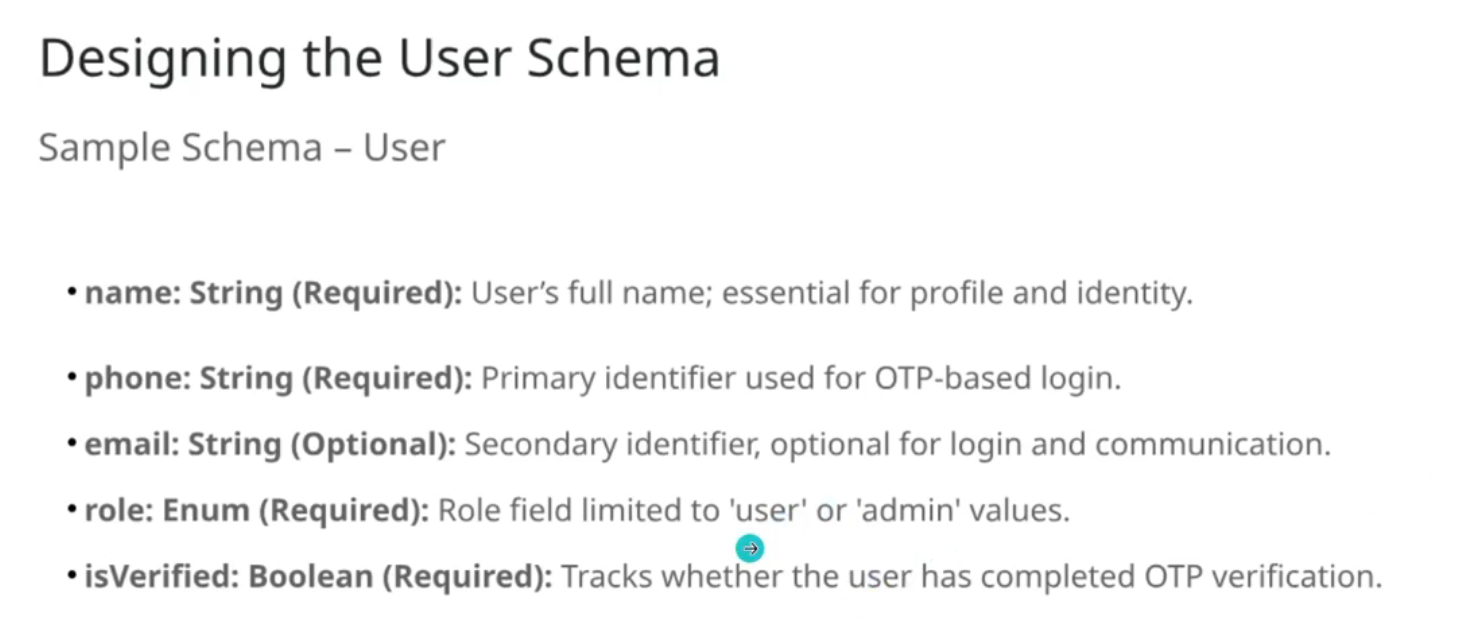 Designing the User Schema
Sample Schema – User
• name: String (Required): User’s full name; essential for profile and identity.
• phone: String (Required): Primary identifier used for OTP-based login.
• email: String (Optional): Secondary identifier, optional for login and communication.
• role: Enum (Required): Role field limited to 'user' or 'admin' values.
• isVerified: Boolean (Required): Tracks whether the user has completed OTP verification.